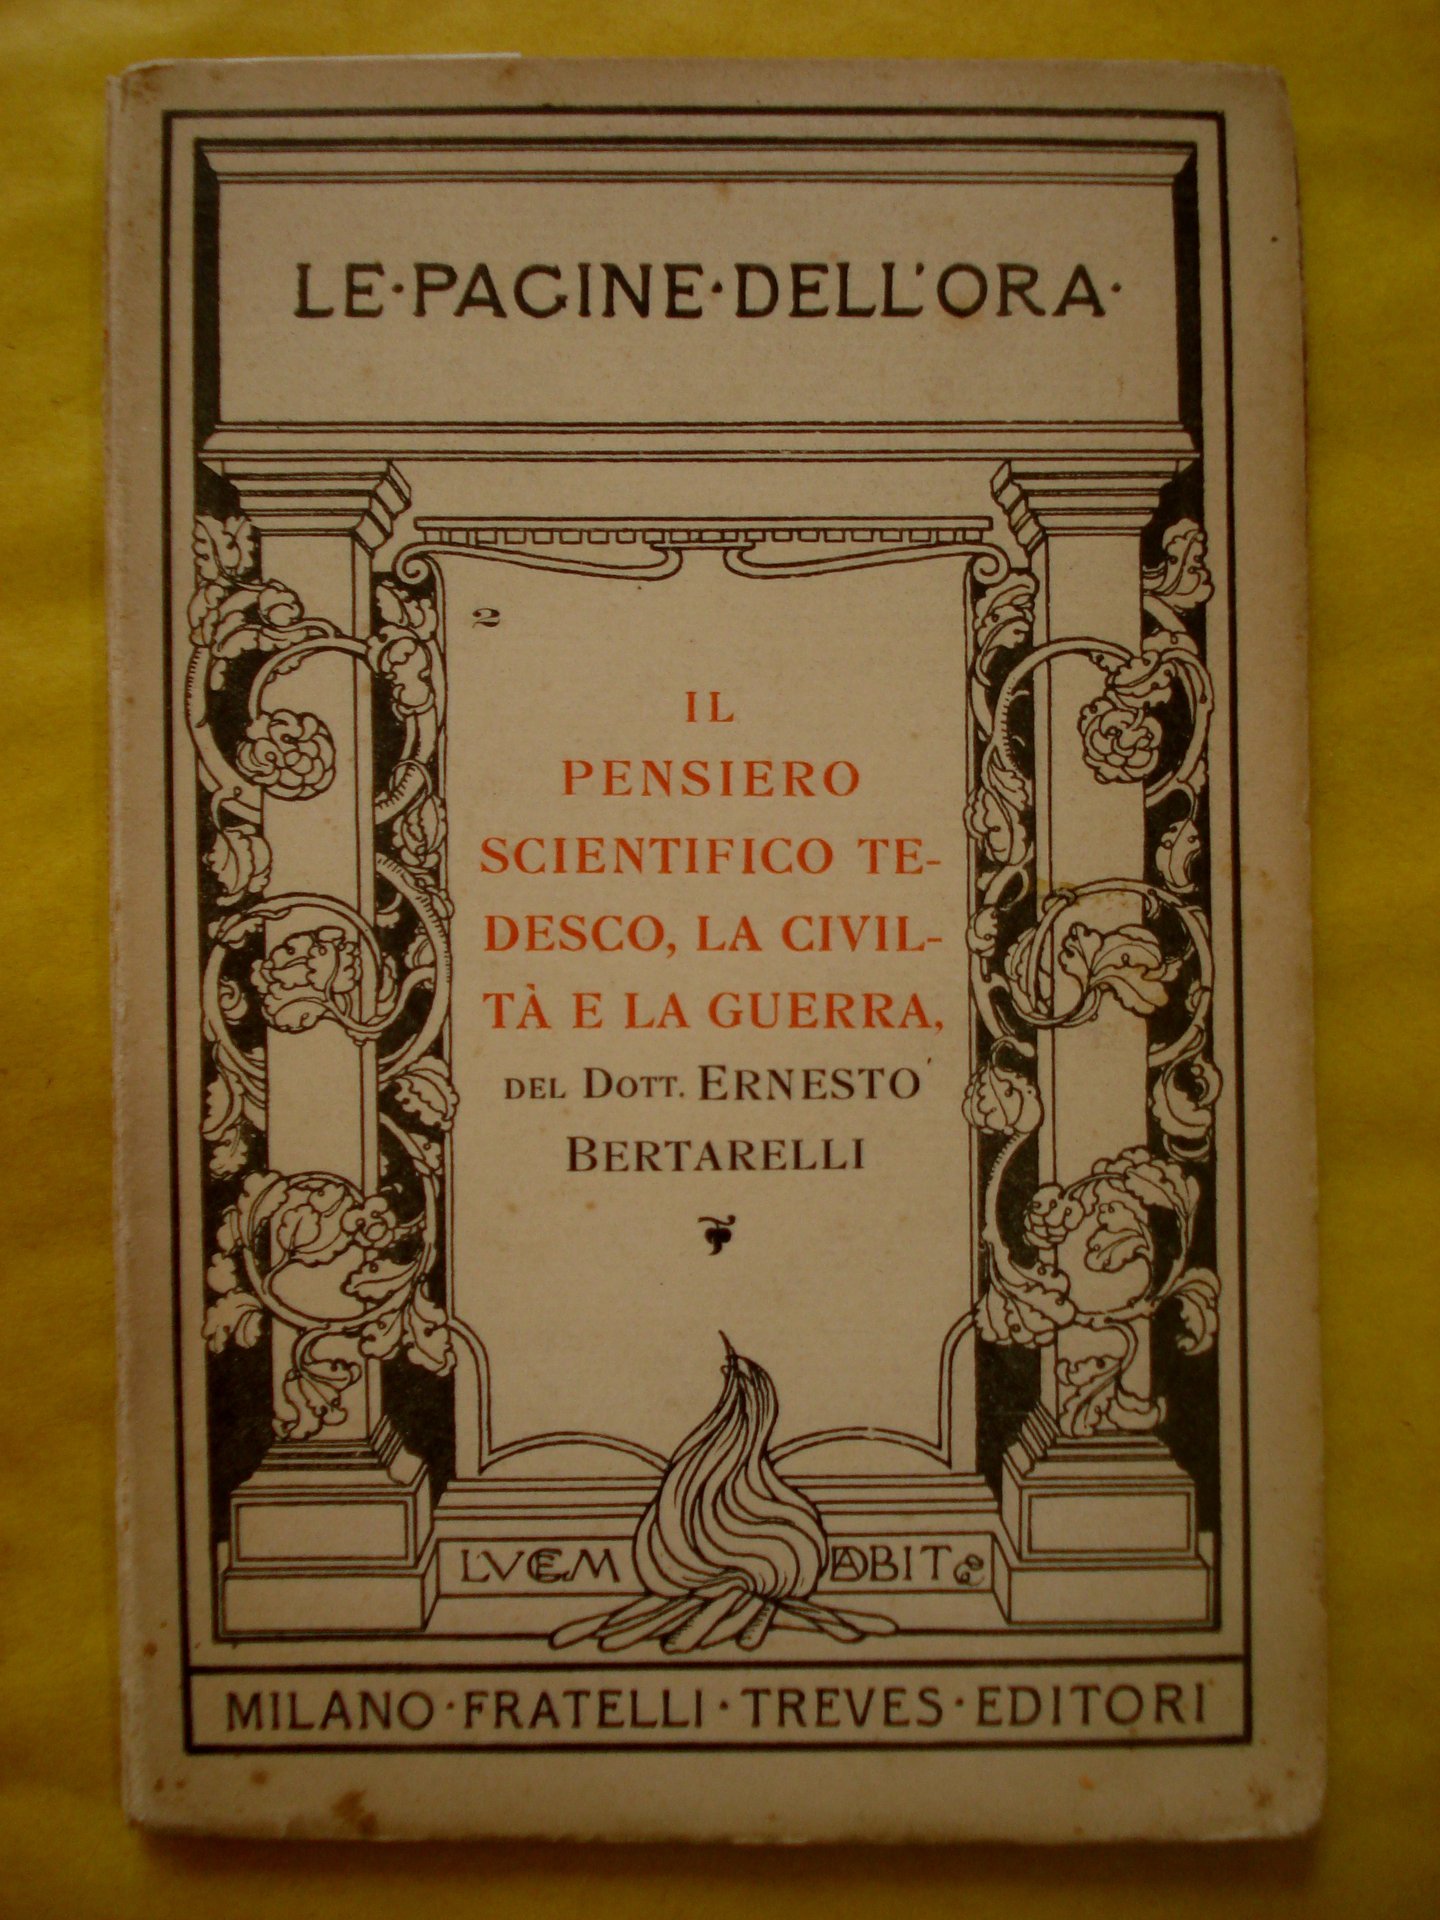 LE·PAGINE·DELL'ORA·
2
IL
PENSIERO
SCIENTIFICO TE-
DESCO, LA CIVIL-
TÀ E LA GUERRA,
DEL DOTT. ERNESTO
BERTARELLI
LVCEM DABIT
MILANO·FRATELLI·TREVES·EDITORI